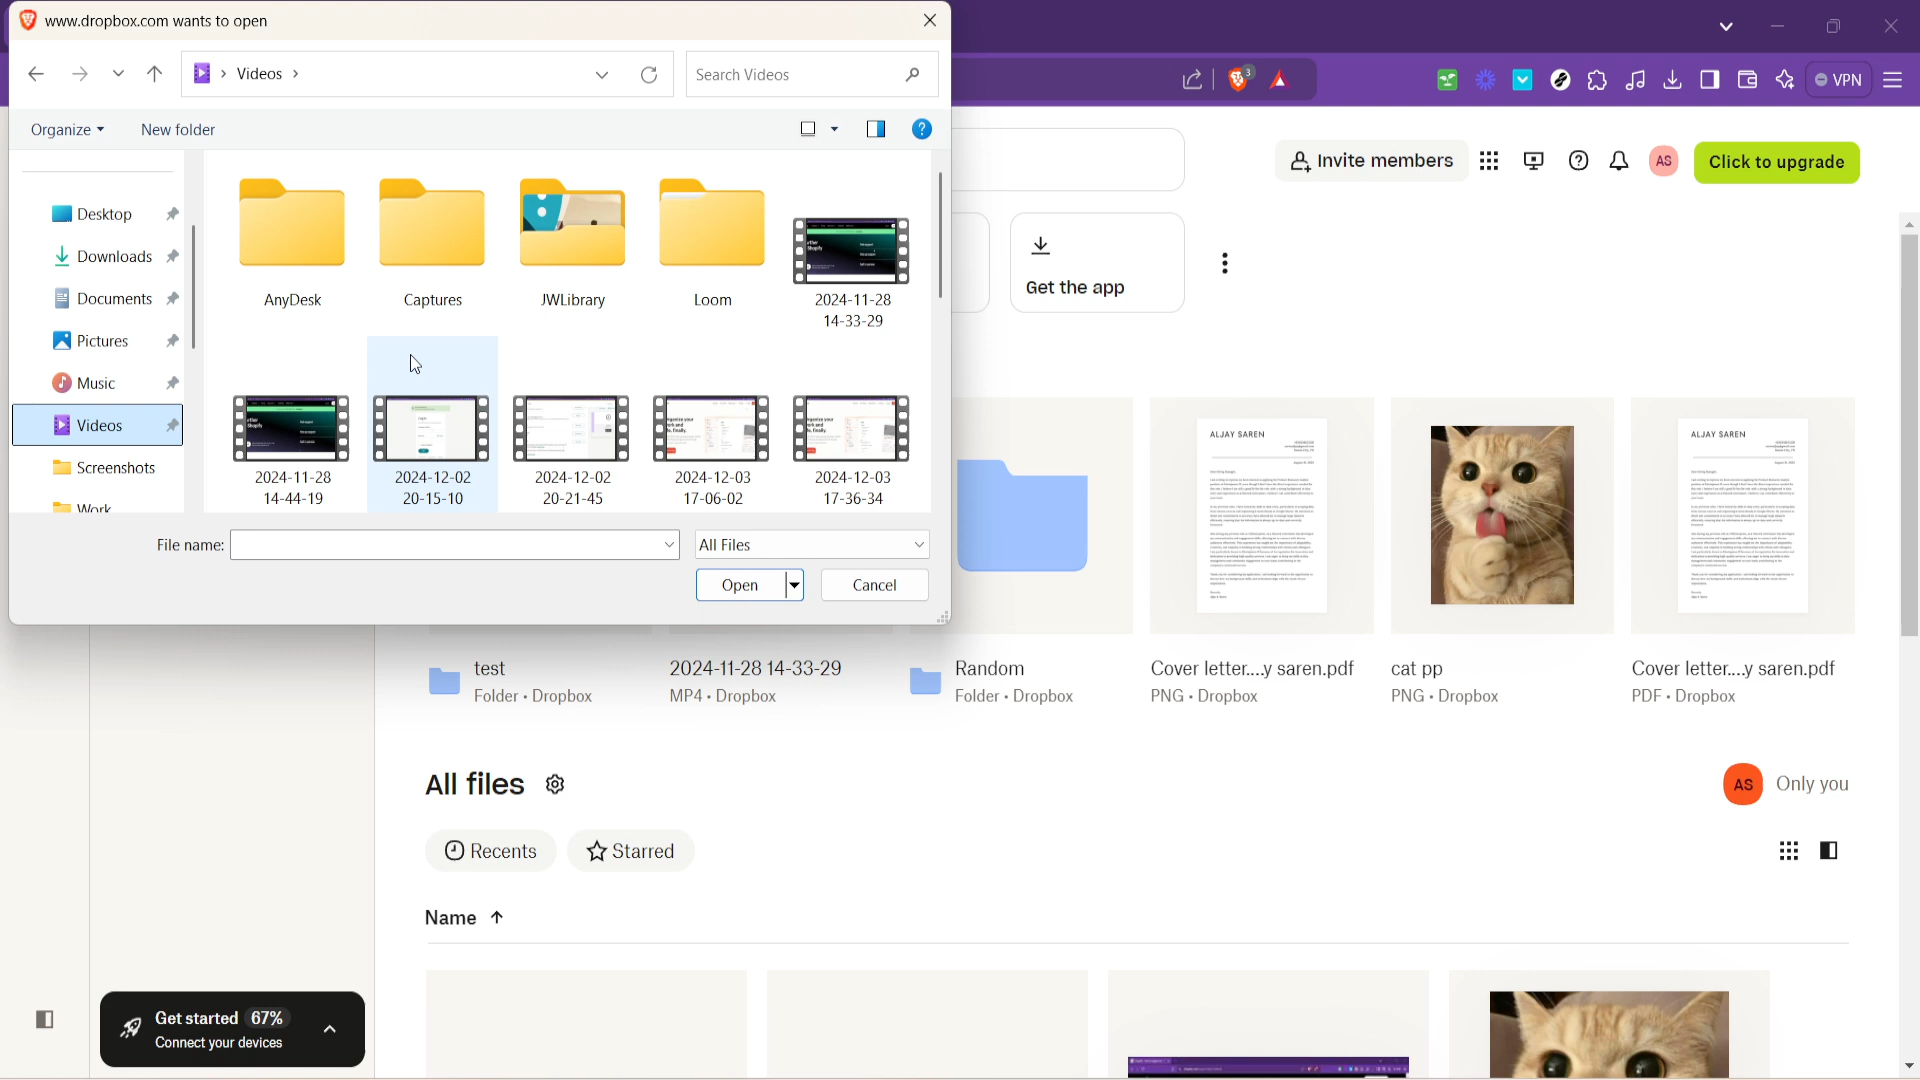 www.dropbox.com wants to open
Videos
Search Videos
Organize
New folder
Desktop
Downloads
Documents
Pictures
Music
Videos
Screenshots
Work
AnyDesk
Captures
JWLibrary
Loom
2024-11-28
14-33-29
2024-11-28
14-44-19
2024-12-02
20-15-10
2024-12-02
20-21-45
2024-12-03
17-06-02
2024-12-03
17-36-34
File name:
All Files
Open
Cancel
3
VPN
Invite members
AS
Click to upgrade
Get the app
ALJAY SAREN
ALJAY SAREN
test
Folder • Dropbox
2024-11-28 14-33-29
MP4 • Dropbox
Random
Folder • Dropbox
Cover letter....y saren.pdf
PNG • Dropbox
cat pp
PNG • Dropbox
Cover letter....y saren.pdf
PDF • Dropbox
All files
AS
Only you
Recents
Starred
Name
Get started 67%
Connect your devices